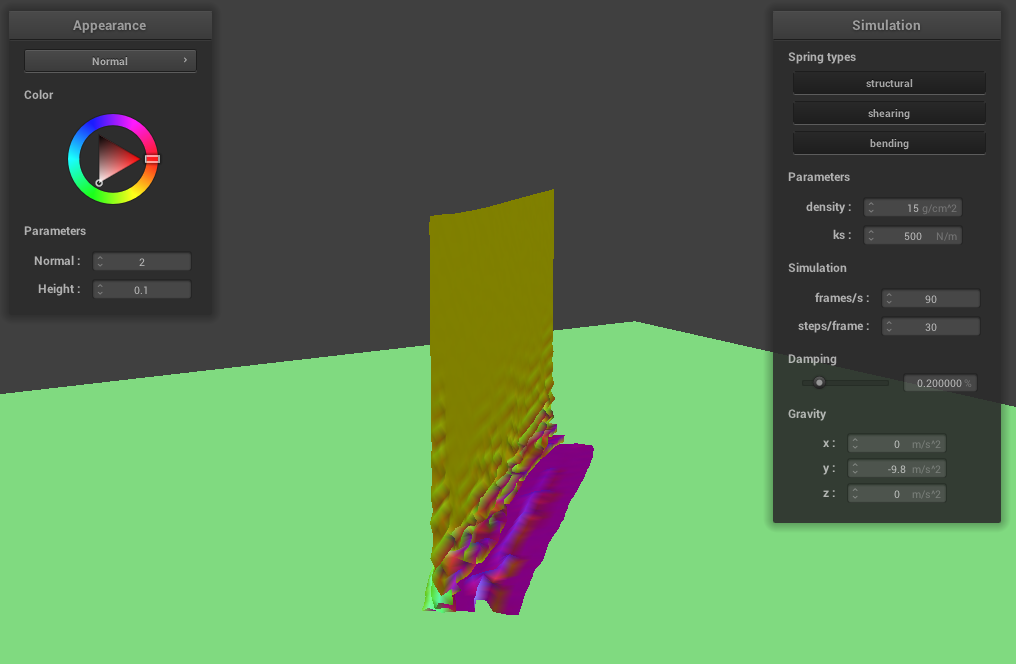 Appearance
Normal ›
Color
Parameters
Normal : 2
Height : 0.1
Simulation
Spring types
structural
shearing
bending
Parameters
density : 15 g/cm^2
ks : 500 N/m
Simulation
frames/s : 90
steps/frame : 30
Damping
0.200000 %
Gravity
x : 0 m/s^2
y : -9.8 m/s^2
z : 0 m/s^2